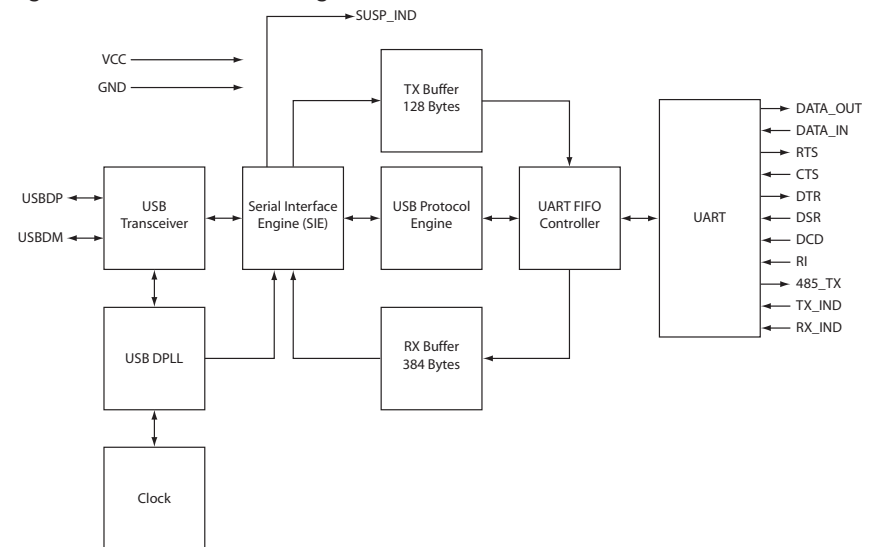 SUSP_IND
VCC
GND
TX Buffer
128 Bytes
DATA_OUT
DATA_IN
RTS
CTS
DTR
DSR
DCD
RI
485_TX
TX_IND
RX_IND
USBDP
USBDM
USB
Transceiver
Serial Interface
Engine (SIE)
USB Protocol
Engine
UART FIFO
Controller
UART
USB DPLL
RX Buffer
384 Bytes
Clock